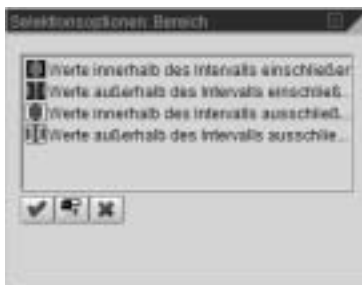 Selektionsoptionen: Bereich
Werte innerhalb des Intervalls einschließen
Werte außerhalb des Intervalls einschließ...
Werte innerhalb des Intervalls ausschließ...
Werte außerhalb des Intervalls ausschlie...